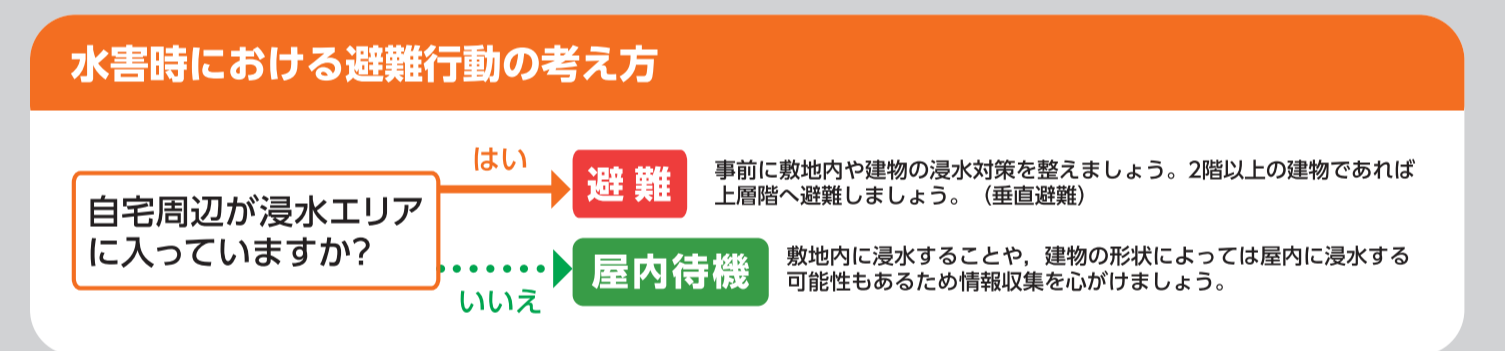 水害時における避難行動の考え方
はい
避難
事前に敷地内や建物の浸水対策を整えましょう。2階以上の建物であれば
上層階へ避難しましょう。（垂直避難）
自宅周辺が浸水エリア
に入っていますか?
いいえ
屋内待機
敷地内に浸水することや，建物の形状によっては屋内に浸水する
可能性もあるため情報収集を心がけましょう。